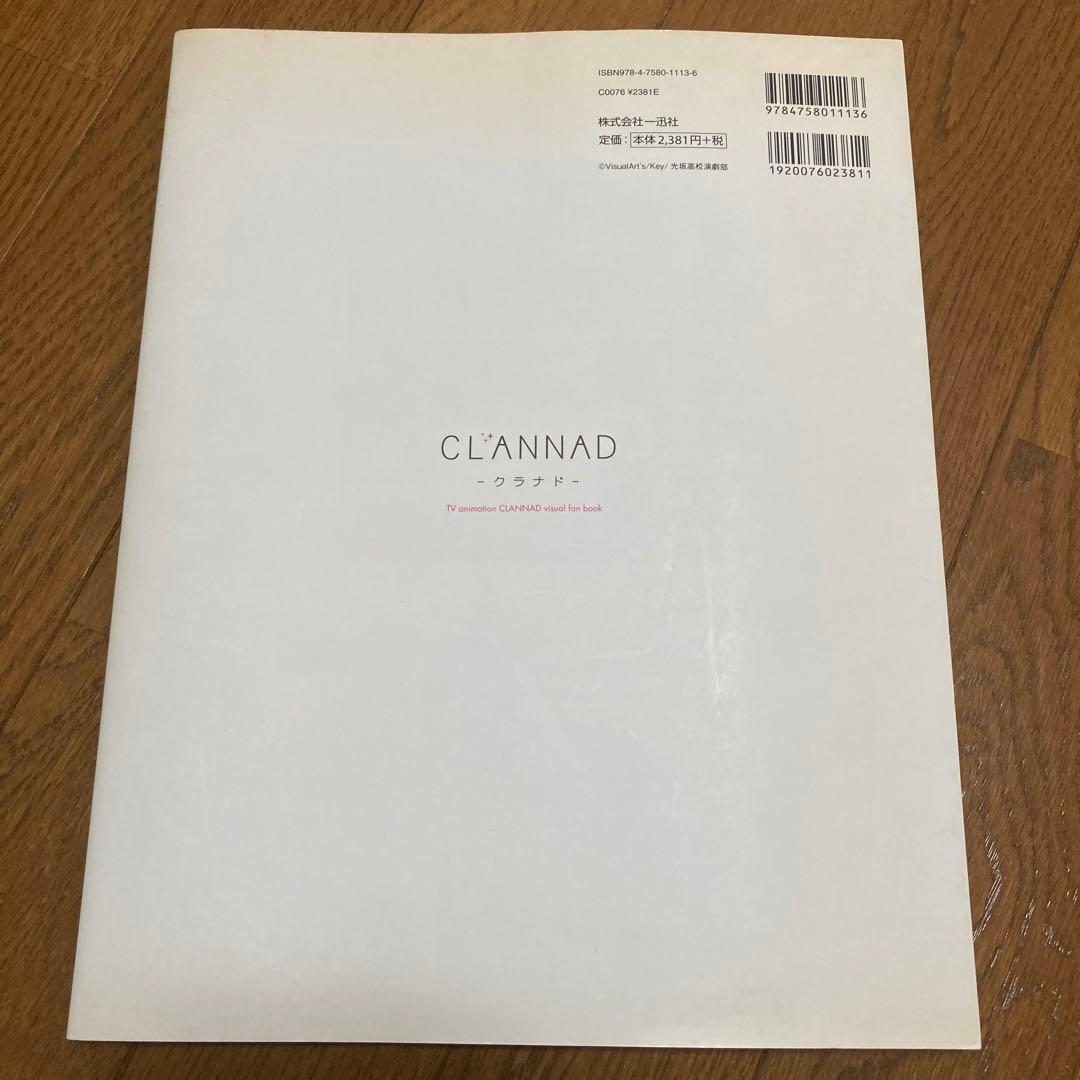 ISBN978-4-7580-1113-6
C0076 ¥2381E
株式会社一迅社
定価：本体2,381円+税
©VisualArt's/Key/光坂高校演劇部
9784758011136
1920076023811
CLANNAD
-クラナド-
TV animation CLANNAD visual fan book